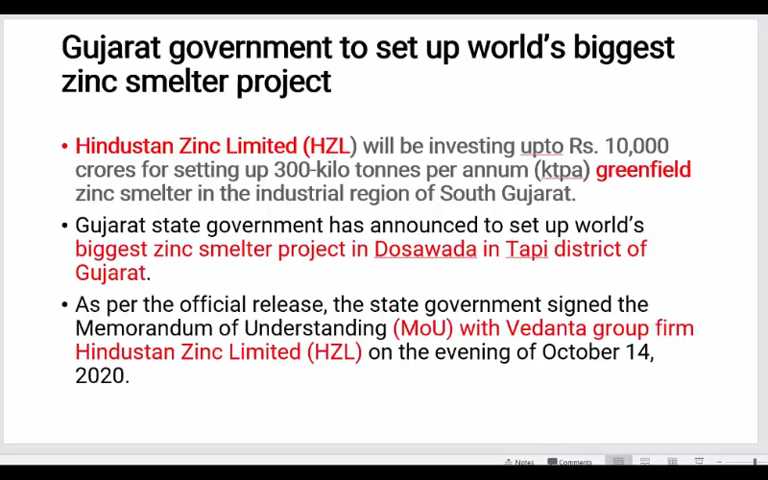 Gujarat government to set up world's biggest
zinc smelter project
• Hindustan Zinc Limited (HZL) will be investing upto Rs. 10,000
crores for setting up 300-kilo tonnes per annum (ktpa) greenfield
zinc smelter in the industrial region of South Gujarat.
• Gujarat state government has announced to set up world's
biggest zinc smelter project in Dosawada in Tapi district of
Gujarat.
• As per the official release, the state government signed the
Memorandum of Understanding (MoU) with Vedanta group firm
Hindustan Zinc Limited (HZL) on the evening of October 14,
2020.
Notes Comments